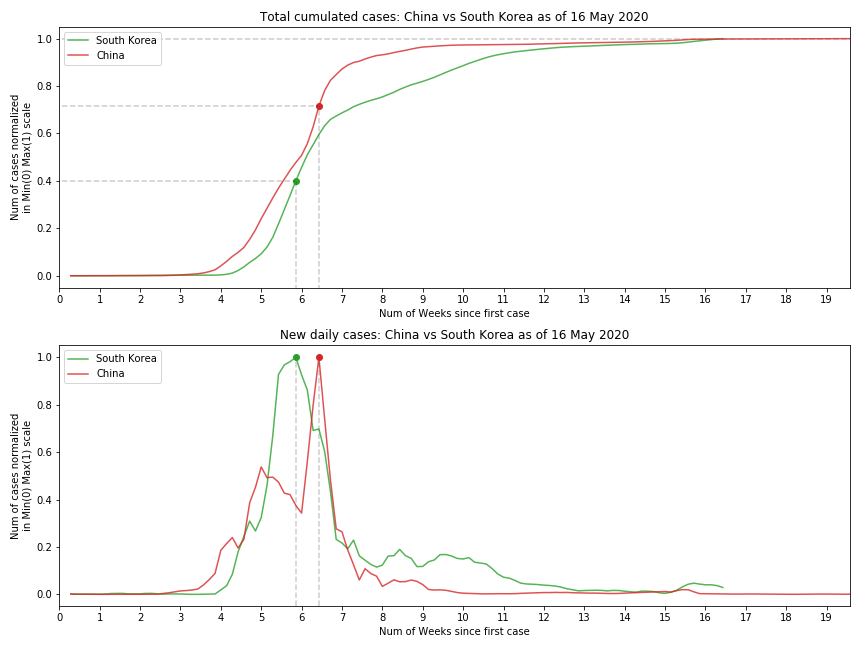 Total cumulated cases: China vs South Korea as of 16 May 2020
1.0
0.8
0.6
0.4
0.2
0.0
Num of cases normalized
in Min(0) Max(1) scale
South Korea
China
0 1 2 3 4 5 6 7 8 9 10 11 12 13 14 15 16 17 18 19
Num of Weeks since first case
New daily cases: China vs South Korea as of 16 May 2020
1.0
0.8
0.6
0.4
0.2
0.0
Num of cases normalized
in Min(0) Max(1) scale
South Korea
China
0 1 2 3 4 5 6 7 8 9 10 11 12 13 14 15 16 17 18 19
Num of Weeks since first case